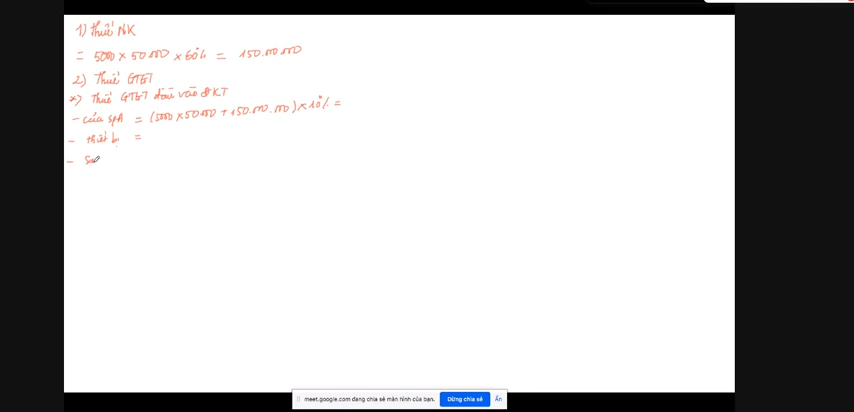 1) Thuế NK
= 5000 x 50.000 x 60% = 150.000.000
2) Thuế GTGT
*) Thuế GTGT đầu vào ĐKT
- của spA = (5000 x 50000 + 150.000.000) x 10% =
- thiết bị =
- Sa
meet.google.com đang chia sẻ màn hình của bạn. Dừng chia sẻ Ẩn